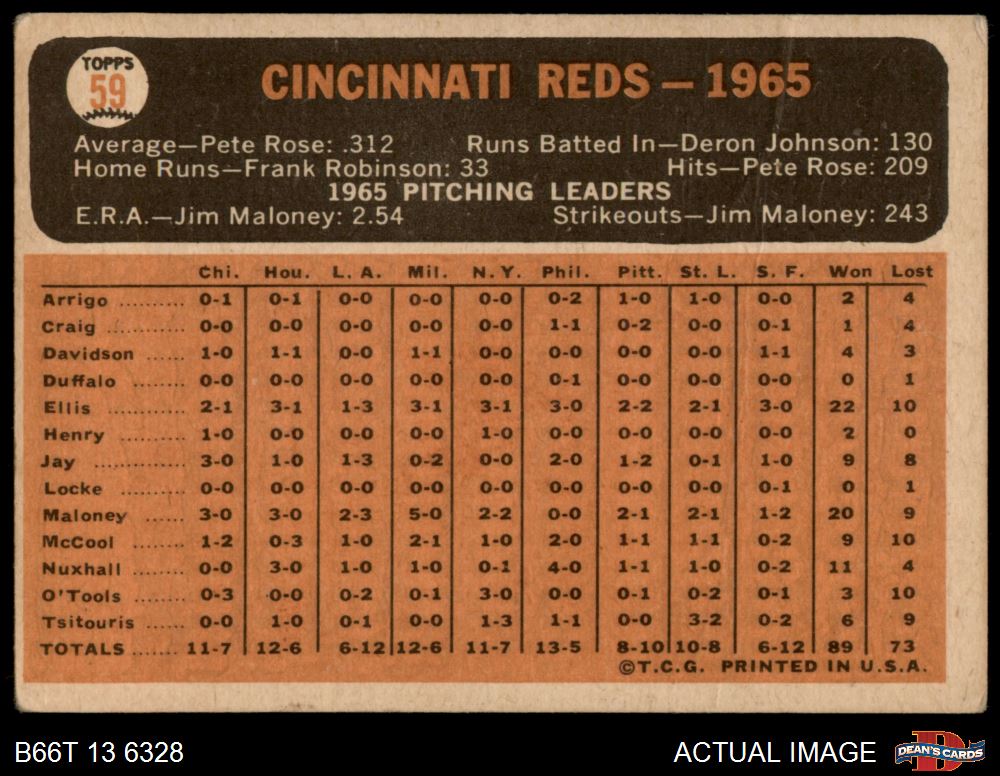 TOPPS
59
CINCINNATI REDS — 1965
Average—Pete Rose: .312 Runs Batted In—Deron Johnson: 130
Home Runs—Frank Robinson: 33 Hits—Pete Rose: 209
1965 PITCHING LEADERS
E.R.A.—Jim Maloney: 2.54 Strikeouts—Jim Maloney: 243
Chi. Hou. L. A. Mil. N. Y. Phil. Pitt. St. L. S. F. Won Lost
Arrigo .......... 0-1 0-1 0-0 0-0 0-0 0-2 1-0 1-0 0-0 2 4
Craig ............ 0-0 0-0 0-0 0-0 0-0 1-1 0-2 0-0 0-1 1 4
Davidson ...... 1-0 1-1 0-0 1-1 0-0 0-0 0-0 0-0 1-1 4 3
Duffalo ........ 0-0 0-0 0-0 0-0 0-0 0-1 0-0 0-0 0-0 0 1
Ellis ............ 2-1 3-1 1-3 3-1 3-1 3-0 2-2 2-1 3-0 22 10
Henry .......... 1-0 0-0 0-0 0-0 1-0 0-0 0-0 0-0 0-0 2 0
Jay .............. 3-0 1-0 1-3 0-2 0-0 2-0 1-2 0-1 1-0 9 8
Locke .......... 0-0 0-0 0-0 0-0 0-0 0-0 0-0 0-0 0-1 0 1
Maloney ...... 3-0 3-0 2-3 5-0 2-2 0-0 2-1 2-1 1-2 20 9
McCool ........ 1-2 0-3 1-0 2-1 1-0 2-0 1-1 1-1 0-2 9 10
Nuxhall ........ 0-0 3-0 1-0 1-0 0-1 4-0 1-1 1-0 0-2 11 4
O'Tools ........ 0-3 0-0 0-2 0-1 3-0 0-0 0-1 0-2 0-1 3 10
Tsitouris ...... 0-0 1-0 0-1 0-0 1-3 1-1 0-0 3-2 0-2 6 9
TOTALS ...... 11-7 12-6 6-12 12-6 11-7 13-5 8-10 10-8 6-12 89 73
©T.C.G. PRINTED IN U.S.A.
B66T 13 6328 ACTUAL IMAGE DEAN'S CARDS